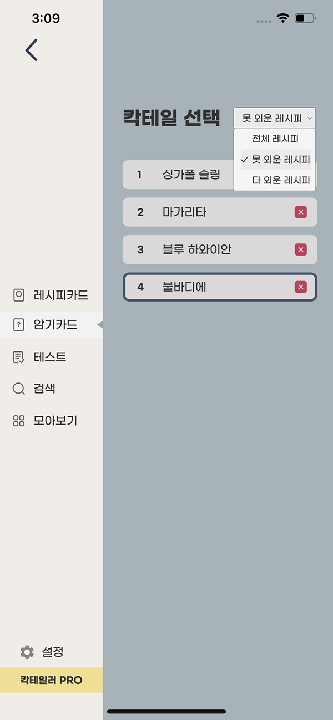 3:09
칵테일 선택
못 외운 레시피
전체 레시피
못 외운 레시피
다 외운 레시피
1 싱가폴 슬링
2 마가리타
3 블루 하와이안
4 불바디에
레시피카드
암기카드
테스트
검색
모아보기
설정
칵테일러 PRO